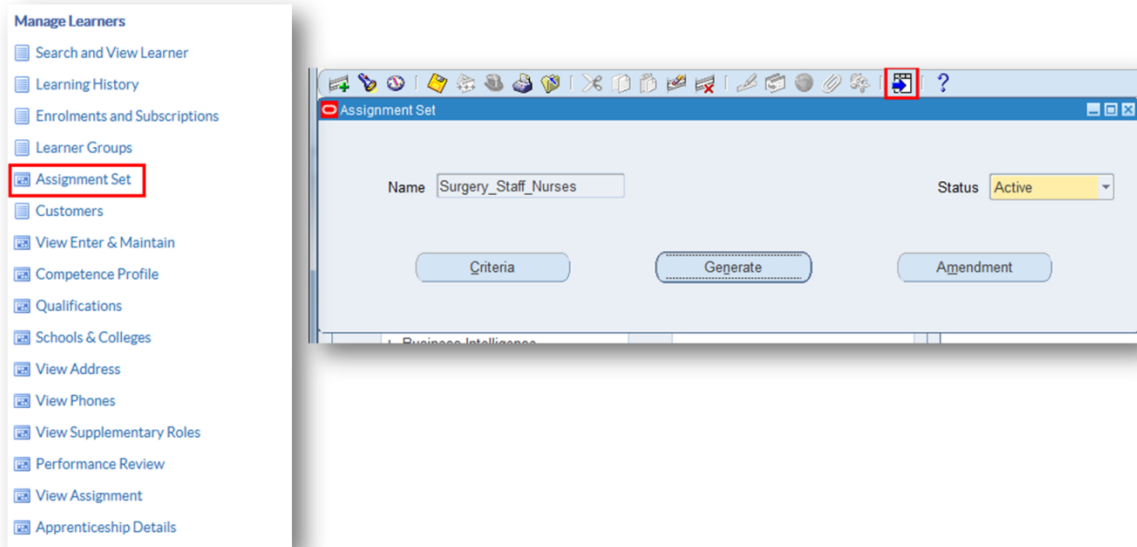 Manage Learners
Search and View Learner
Learning History
Enrolments and Subscriptions
Learner Groups
Assignment Set
Customers
View Enter & Maintain
Competence Profile
Qualifications
Schools & Colleges
View Address
View Phones
View Supplementary Roles
Performance Review
View Assignment
Apprenticeship Details
?
Assignment Set
Name Surgery_Staff_Nurses Status Active
Criteria Generate Amendment
Business Intelligence